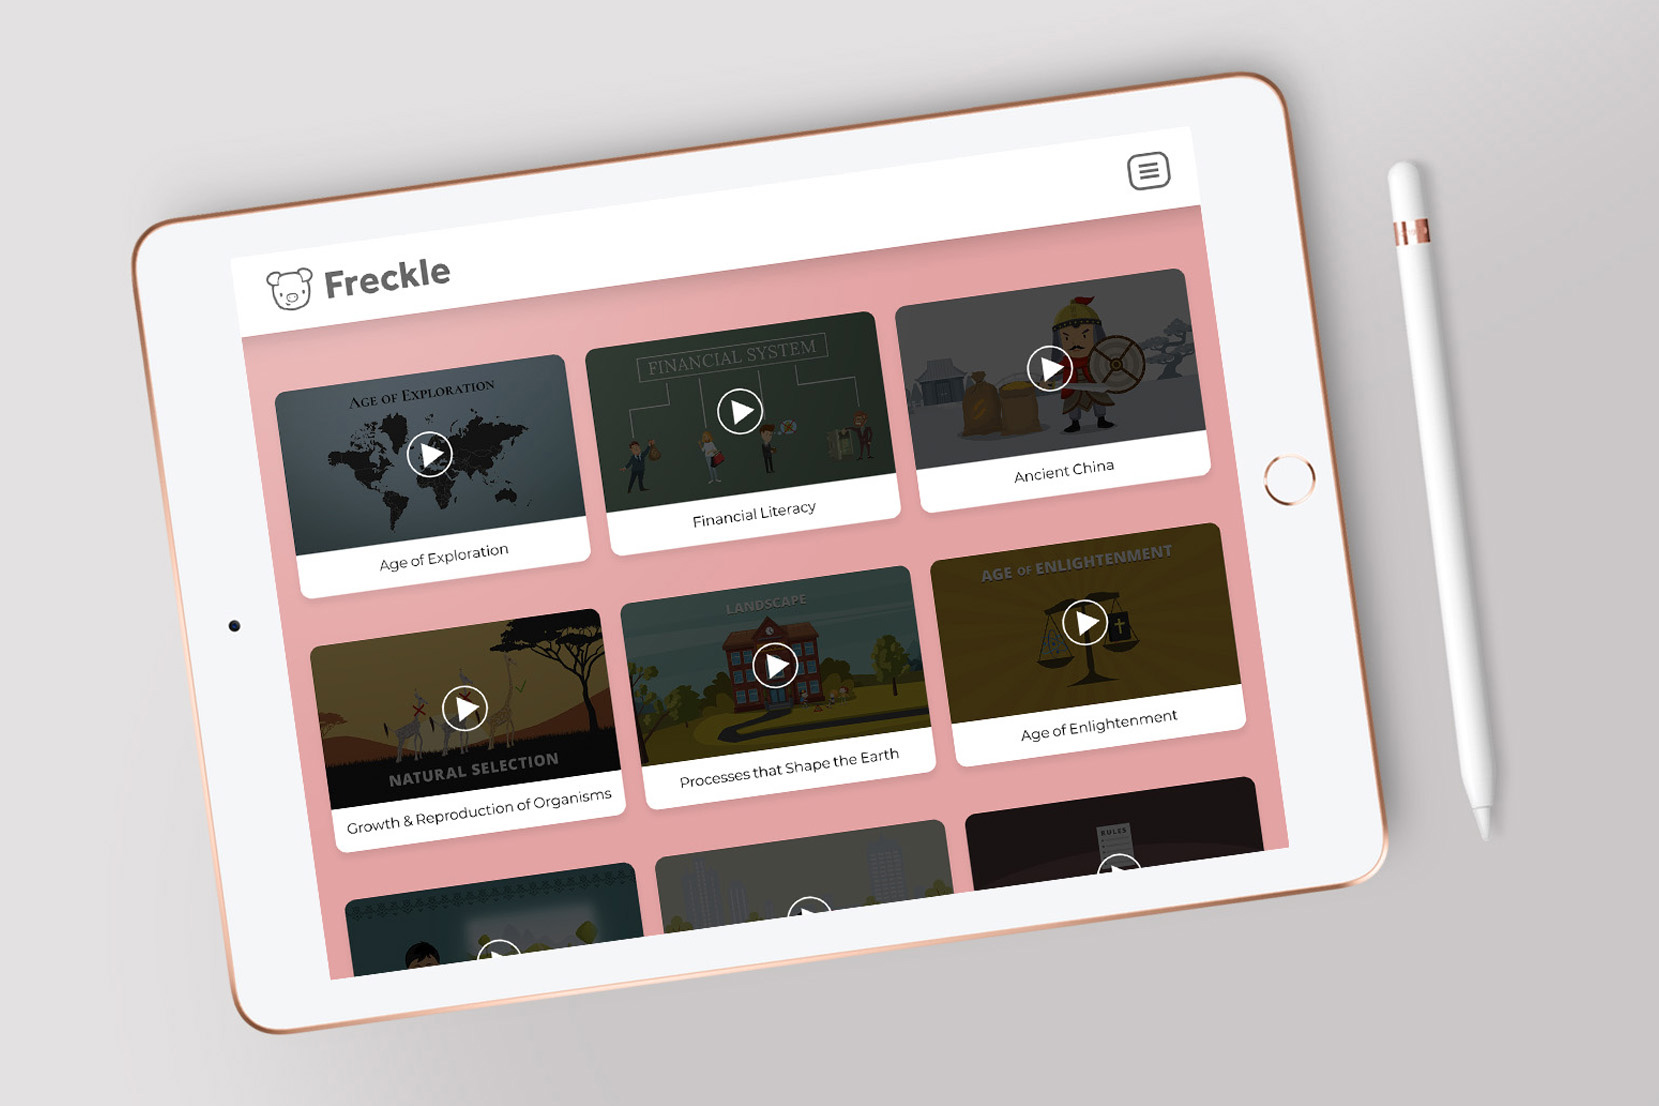 Freckle
AGE OF EXPLORATION
Age of Exploration
FINANCIAL SYSTEM
Financial Literacy
Ancient China
NATURAL SELECTION
Growth & Reproduction of Organisms
LANDSCAPE
Processes that Shape the Earth
AGE OF ENLIGHTENMENT
Age of Enlightenment
RULES